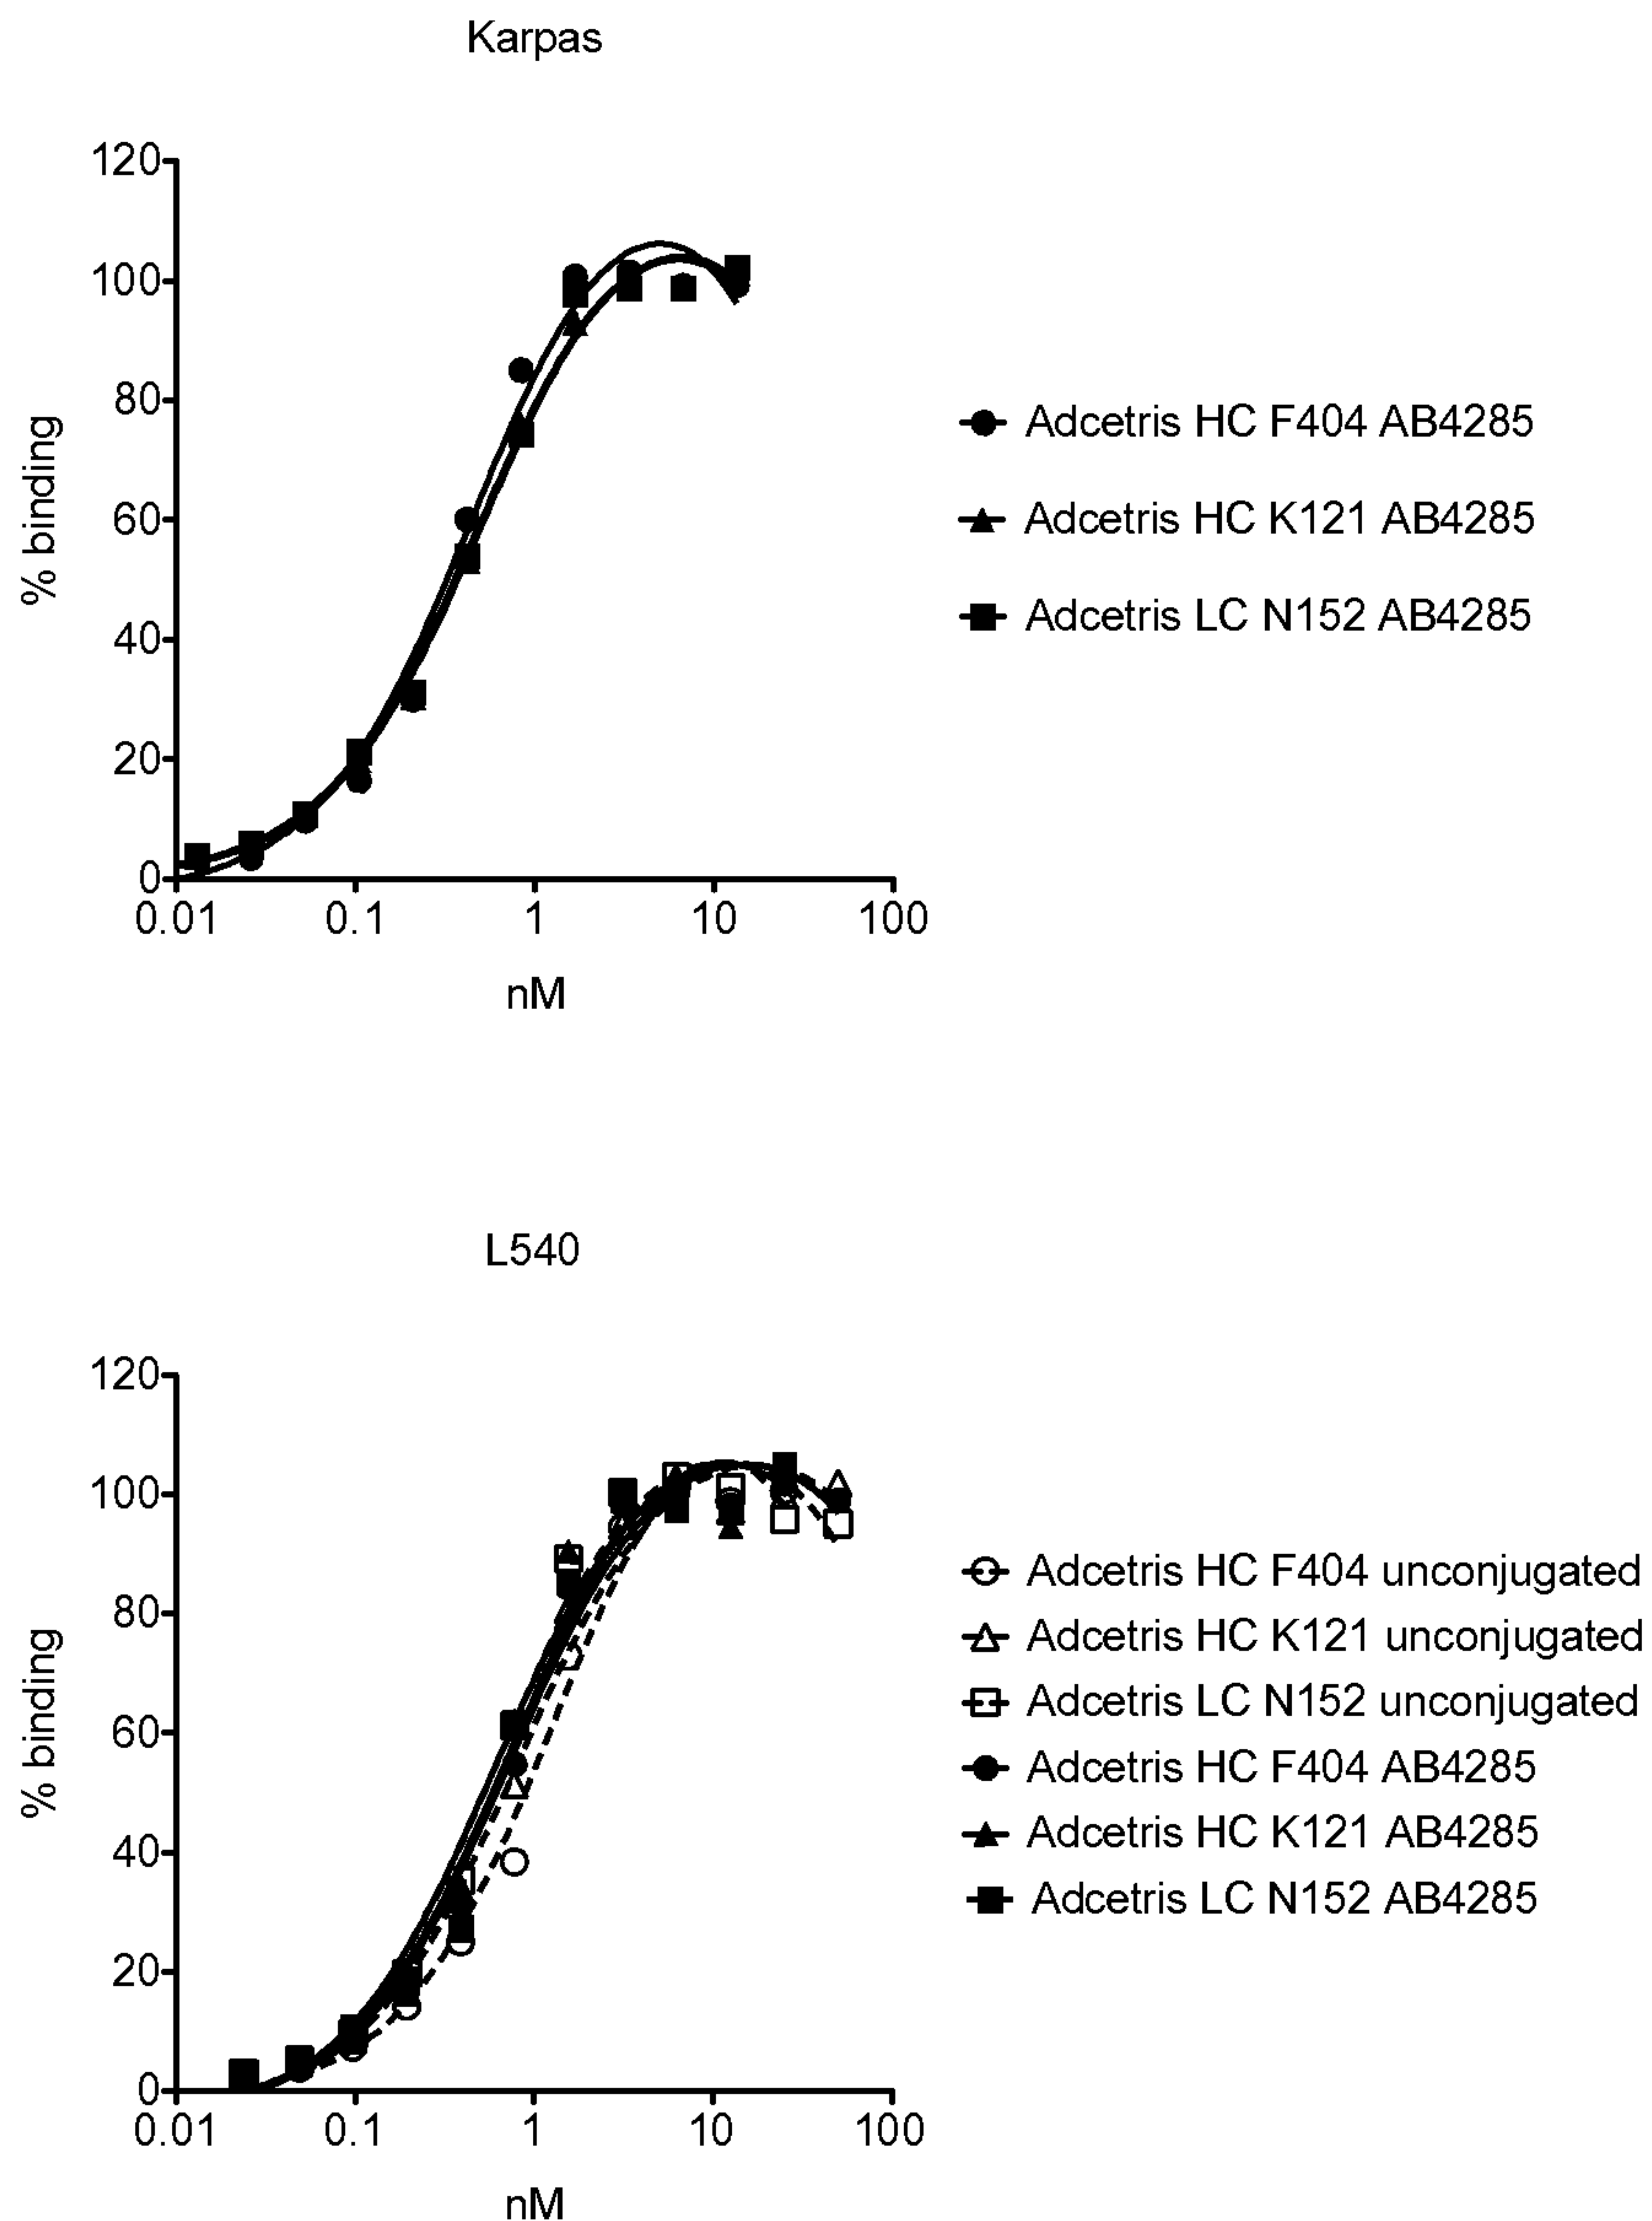 Karpas
120
100
80
60
40
20
0
% binding
0.01 0.1 1 10 100
nM
Adcetris HC F404 AB4285
Adcetris HC K121 AB4285
Adcetris LC N152 AB4285
L540
120
100
80
60
40
20
0
% binding
0.01 0.1 1 10 100
nM
Adcetris HC F404 unconjugated
Adcetris HC K121 unconjugated
Adcetris LC N152 unconjugated
Adcetris HC F404 AB4285
Adcetris HC K121 AB4285
Adcetris LC N152 AB4285